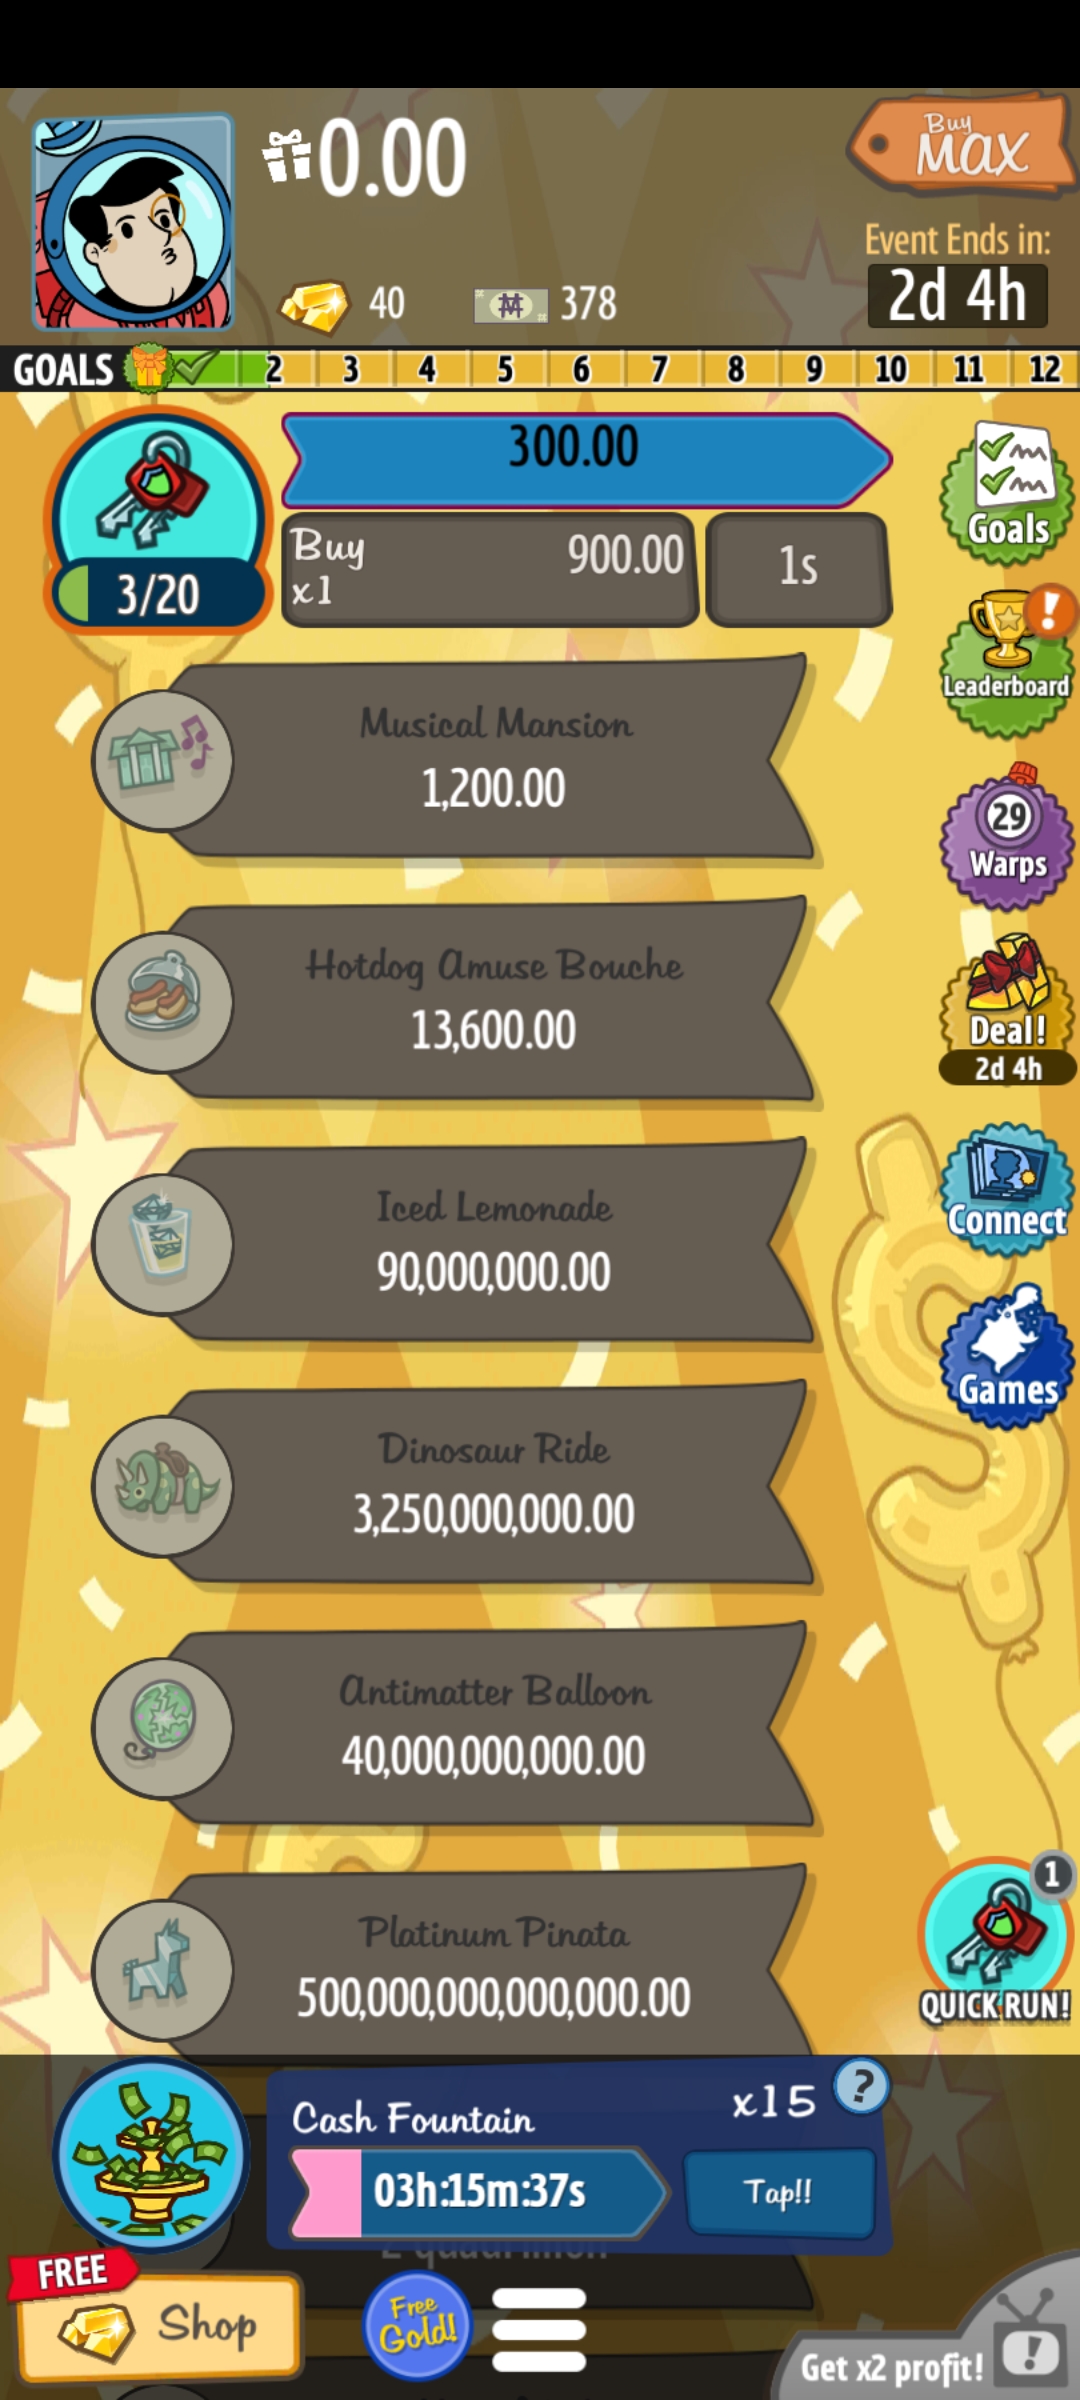 0.00
Buy
MAX
Event Ends in:
2d 4h
40
378
GOALS 2 3 4 5 6 7 8 9 10 11 12
300.00
Buy
x1
900.00
1s
3/20
Goals
Leaderboard
!
Musical Mansion
1,200.00
29
Warps
Hotdog Amuse Bouche
13,600.00
Deal!
2d 4h
Iced Lemonade
90,000,000.00
Connect
Dinosaur Ride
3,250,000,000.00
Games
Antimatter Balloon
40,000,000,000.00
Platinum Pinata
500,000,000,000,000.00
1
QUICK RUN!
Cash Fountain
x15
?
03h:15m:37s
Tap!!
FREE
Shop
Free
Gold!
Get x2 profit!
!